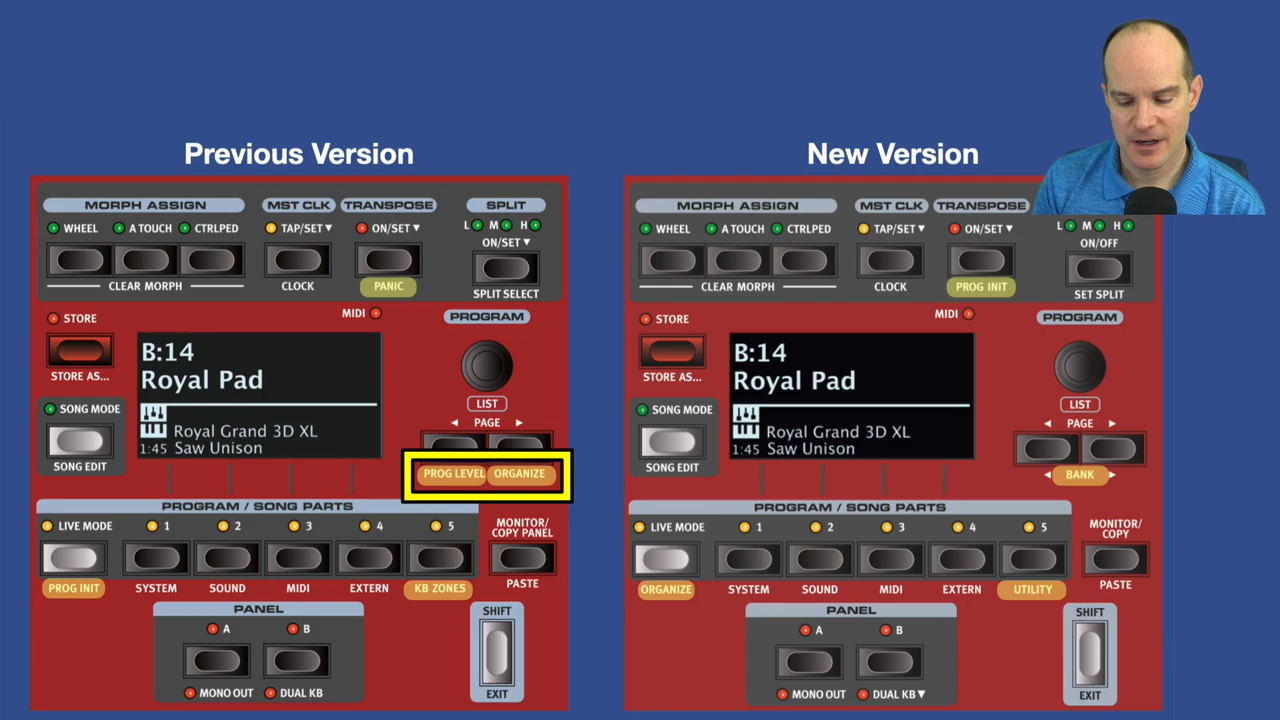 Previous Version
MORPH ASSIGN
MST CLK
TRANSPOSE
SPLIT
L M H
WHEEL
A TOUCH
CTRLPED
TAP/SET ▼
ON/SET ▼
ON/SET ▼
CLEAR MORPH
CLOCK
PANIC
SPLIT SELECT
STORE
MIDI
PROGRAM
STORE AS...
B:14
Royal Pad
LIST
SONG MODE
◄ PAGE ►
Royal Grand 3D XL
1:45 Saw Unison
SONG EDIT
PROG LEVEL
ORGANIZE
PROGRAM / SONG PARTS
LIVE MODE
1
2
3
4
5
MONITOR/
COPY PANEL
PROG INIT
SYSTEM
SOUND
MIDI
EXTERN
KB ZONES
PASTE
PANEL
A
B
SHIFT
MONO OUT
DUAL KB
EXIT
New Version
MORPH ASSIGN
MST CLK
TRANSPOSE
L M H
WHEEL
A TOUCH
CTRLPED
TAP/SET ▼
ON/SET ▼
ON/OFF
CLEAR MORPH
CLOCK
PROG INIT
SET SPLIT
STORE
MIDI
PROGRAM
STORE AS...
B:14
Royal Pad
LIST
SONG MODE
◄ PAGE ►
Royal Grand 3D XL
1:45 Saw Unison
SONG EDIT
◄ BANK ►
PROGRAM / SONG PARTS
LIVE MODE
1
2
3
4
5
MONITOR/
COPY
ORGANIZE
SYSTEM
SOUND
MIDI
EXTERN
UTILITY
PASTE
PANEL
A
B
SHIFT
MONO OUT
DUAL KB ▼
EXIT